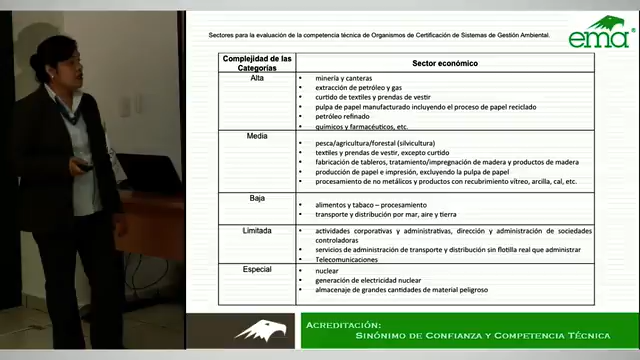 Sectores para la evaluación de la competencia técnica de Organismos de Certificación de Sistemas de Gestión Ambiental.
ema®
Complejidad de las
Categorías
Sector económico
Alta
• minería y canteras
• extracción de petróleo y gas
• curtido de textiles y prendas de vestir
• pulpa de papel manufacturado incluyendo el proceso de papel reciclado
• petróleo refinado
• químicos y farmacéuticos, etc.
Media
• pesca/agricultura/forestal (silvicultura)
• textiles y prendas de vestir, excepto curtido
• fabricación de tableros, tratamiento/impregnación de madera y productos de madera
• producción de papel e impresión, excluyendo la pulpa de papel
• procesamiento de no metálicos y productos con recubrimiento vítreo, arcilla, cal, etc.
Baja
• alimentos y tabaco – procesamiento
• transporte y distribución por mar, aire y tierra
Limitada
• actividades corporativas y administrativas, dirección y administración de sociedades
controladoras
• servicios de administración de transporte y distribución sin flotilla real que administrar
• Telecomunicaciones
Especial
• nuclear
• generación de electricidad nuclear
• almacenaje de grandes cantidades de material peligroso
ACREDITACIÓN:
SINÓNIMO DE CONFIANZA Y COMPETENCIA TÉCNICA